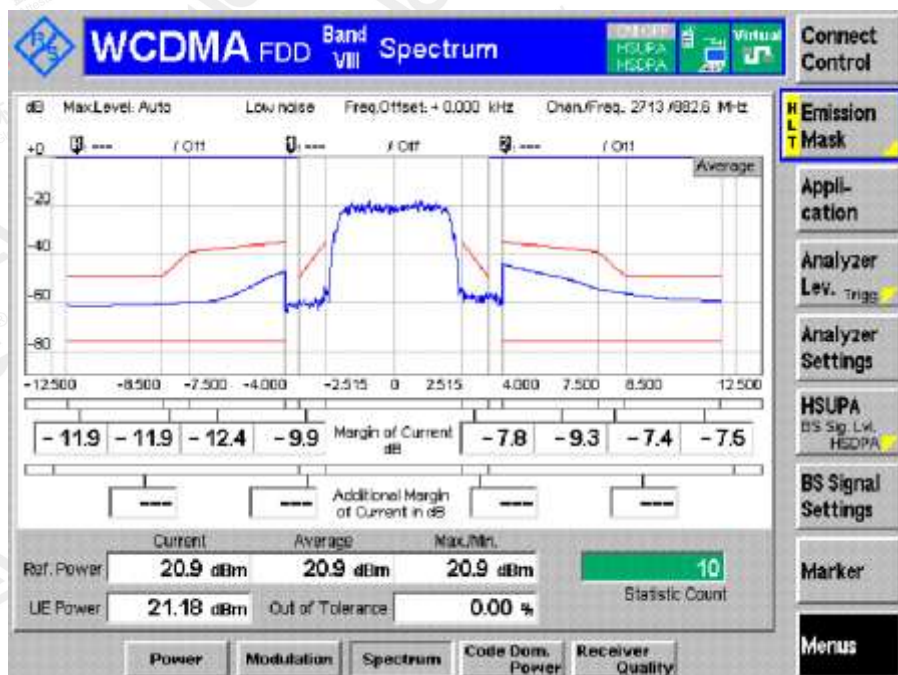 R&S
WCDMA FDD Band VIII Spectrum
HSUPA
HSDPA
Virtual
Connect Control
dB Max.Level: Auto Low noise Freq.Offset: + 0.000 kHz Chan./Freq. 2713 /882.6 MHz
--- / Off
1: --- / Off
2: --- / Off
Average
+0
-20
-40
-60
-80
-12.500 -8.500 -7.500 -4.000 -2.515 0 2.515 4.000 7.500 8.500 12.500
- 11.9 - 11.9 - 12.4 - 9.9 Margin of Current dB - 7.8 - 9.3 - 7.4 - 7.6
--- --- Additional Margin of Current in dB --- ---
Current Average Max./Min.
Ref. Power 20.9 dBm 20.9 dBm 20.9 dBm
10
Statistic Count
UE Power 21.18 dBm Out of Tolerance 0.00 %
Power Modulation Spectrum Code Dom. Power Receiver Quality
HLT
Emission Mask
Appli-
cation
Analyzer
Lev. Trigg.
Analyzer
Settings
HSUPA
BS Sig. Lvl.
HSDPA
BS Signal
Settings
Marker
Menus